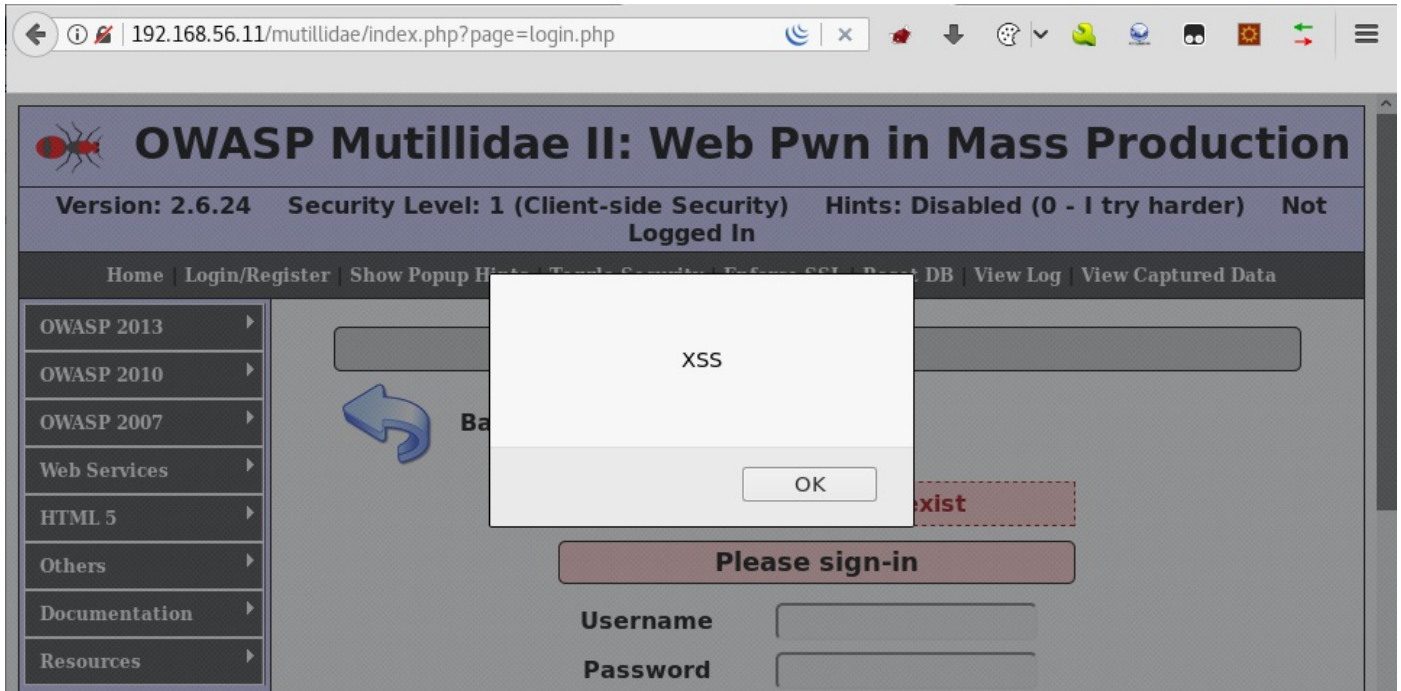 192.168.56.11/mutillidae/index.php?page=login.php
OWASP Mutillidae II: Web Pwn in Mass Production
Version: 2.6.24 Security Level: 1 (Client-side Security) Hints: Disabled (0 - I try harder) Not
Logged In
Home | Login/Register | Show Popup DB | View Log | View Captured Data
OWASP 2013
OWASP 2010
XSS
OWASP 2007
Web Services
OK
HTML 5
exist
Others
Please sign-in
Documentation
Username
Resources
Password